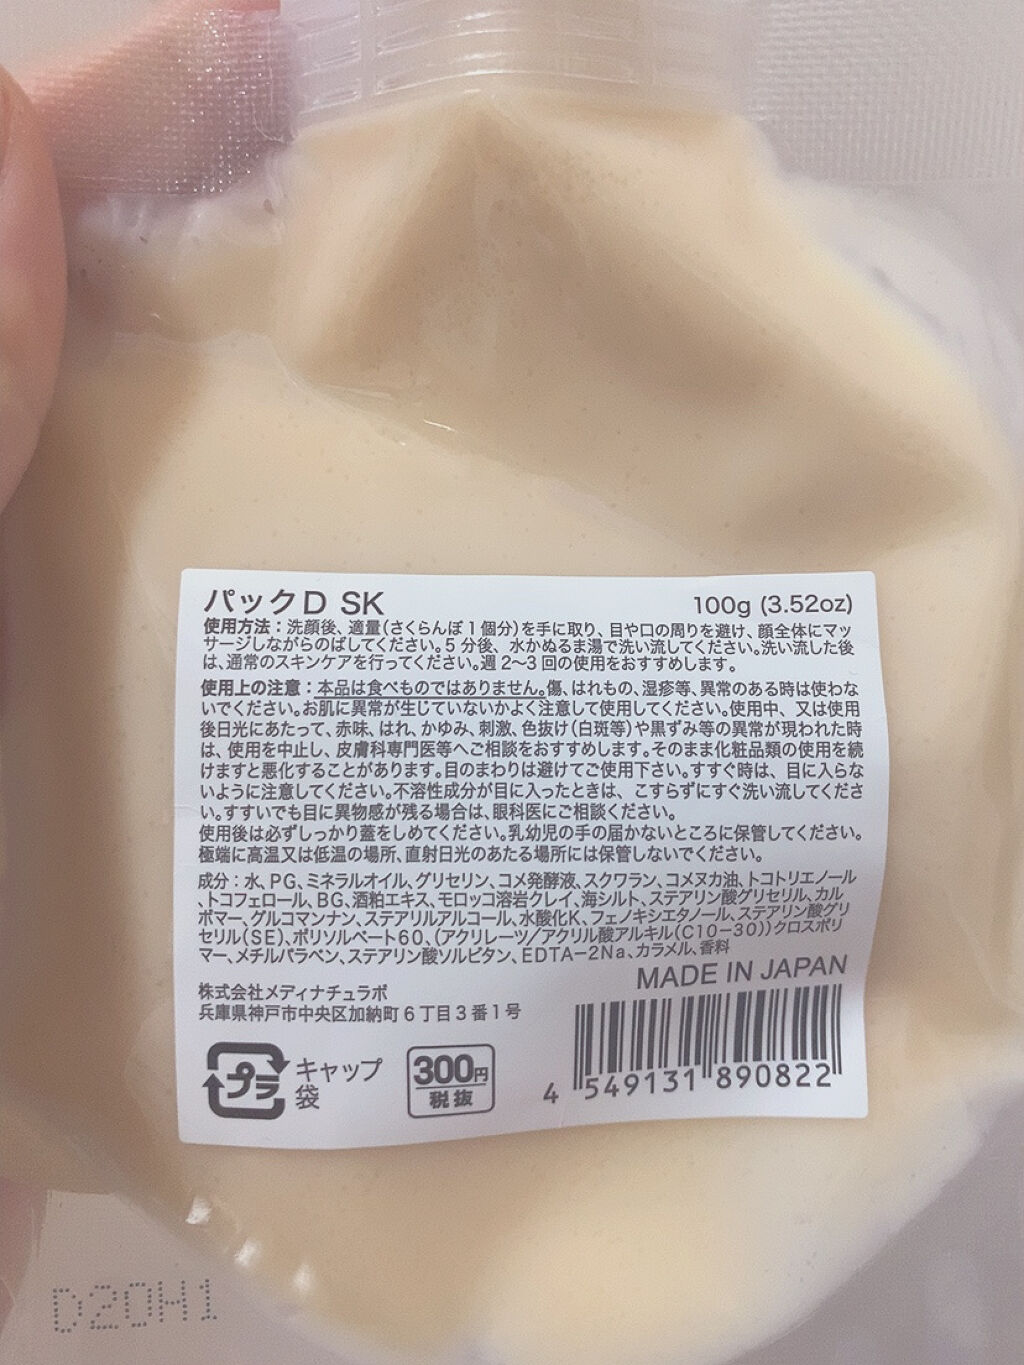 パックD SK
100g (3.52oz)
使用方法：洗顔後、適量(さくらんぼ1個分)を手に取り、目や口の周りを避け、顔全体にマッ
サージしながらのばしてください。5分後、水かぬるま湯で洗い流してください。洗い流した後
は、通常のスキンケアを行ってください。週2～3回の使用をおすすめします。
使用上の注意：本品は食べものではありません。傷、はれもの、湿疹等、異常のある時は使わな
いでください。お肌に異常が生じていないかよく注意して使用してください。使用中、又は使用
後日光にあたって、赤味、はれ、かゆみ、刺激、色抜け(白斑等)や黒ずみ等の異常が現われた時
は、使用を中止し、皮膚科専門医等へご相談をおすすめします。そのまま化粧品類の使用を続
けますと悪化することがあります。目のまわりは避けてご使用下さい。すすぐ時は、目に入らな
いように注意してください。不溶性成分が目に入ったときは、こすらずにすぐ洗い流してくださ
い。すすいでも目に異物感が残る場合は、眼科医にご相談ください。
使用後は必ずしっかり蓋をしめてください。乳幼児の手の届かないところに保管してください。
極端に高温又は低温の場所、直射日光のあたる場所には保管しないでください。
成分：水、PG、ミネラルオイル、グリセリン、コメ発酵液、スクワラン、コメヌカ油、トコトリエノール
、トコフェロール、BG、酒粕エキス、モロッコ溶岩クレイ、海シルト、ステアリン酸グリセリル、カル
ボマー、グルコマンナン、ステアリルアルコール、水酸化K、フェノキシエタノール、ステアリン酸グリ
セリル(SE)、ポリソルベート60、(アクリレーツ/アクリル酸アルキル(C10-30))クロスポリ
マー、メチルパラベン、ステアリン酸ソルビタン、EDTA-2Na、カラメル、香料
MADE IN JAPAN
株式会社メディナチュラボ
兵庫県神戸市中央区加納町6丁目3番1号
プラ
キャップ
袋
300円
税抜
4 549131 890822
D20H1